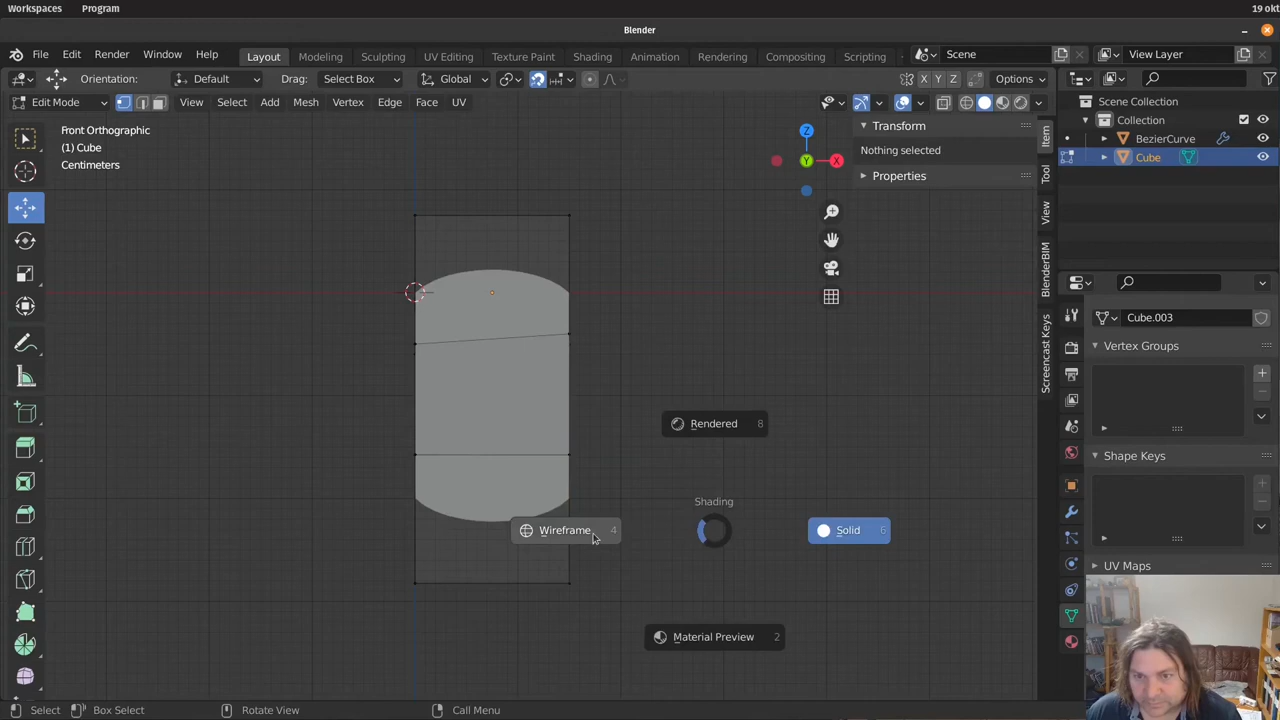 Workspaces Program 19 okt
Blender
File Edit Render Window Help Layout Modeling Sculpting UV Editing Texture Paint Shading Animation Rendering Compositing Scripting Scene View Layer
Orientation: Default Drag: Select Box Global X Y Z Options
Edit Mode View Select Add Mesh Vertex Edge Face UV
Scene Collection
Collection
BezierCurve
Cube
Front Orthographic
(1) Cube
Centimeters
Z
Y
X
Transform
Nothing selected
Properties
Item
Tool
View
BlenderBIM
Screencast Keys
Cube.003
Vertex Groups
Shape Keys
UV Maps
Rendered 8
Shading
Wireframe 4
Solid 6
Material Preview 2
Select Box Select Rotate View Call Menu